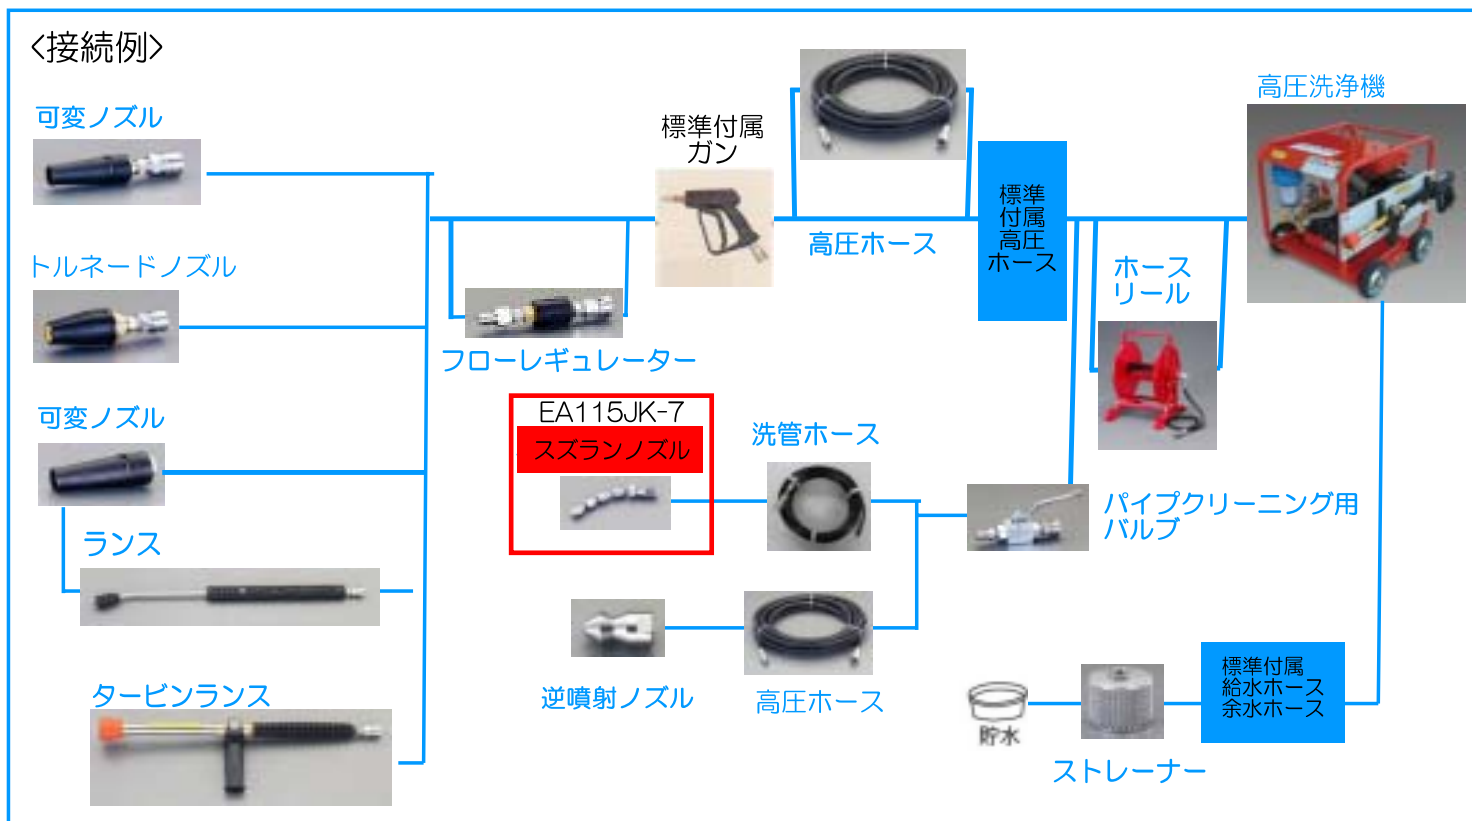 <接続例>
高圧洗浄機
可変ノズル
標準付属
ガン
標準
付属
高圧
ホース
高圧ホース
トルネードノズル
ホース
リール
フローレギュレーター
可変ノズル
EA115JK-7
スズランノズル
洗管ホース
パイプクリーニング用
バルブ
ランス
標準付属
給水ホース
余水ホース
タービンランス
逆噴射ノズル
高圧ホース
貯水
ストレーナー